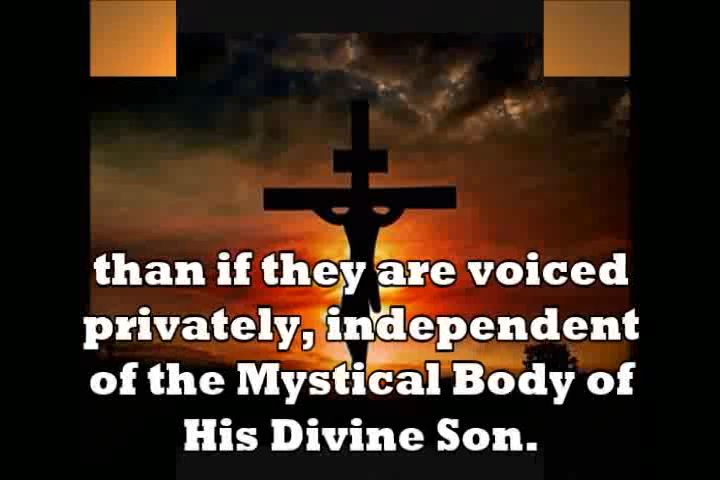 than if they are voiced
privately, independent
of the Mystical Body of
His Divine Son.